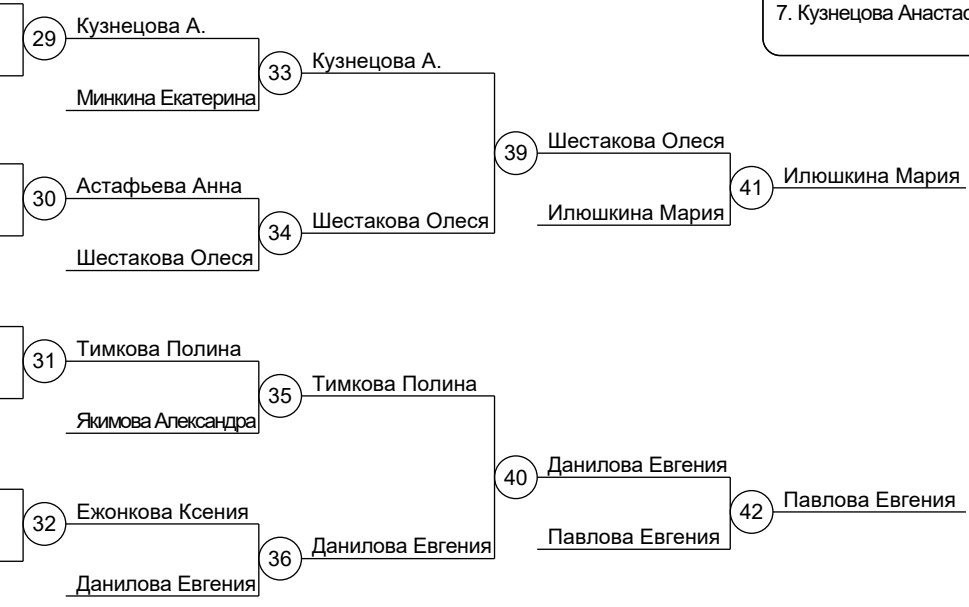 7. Кузнецова
29
Кузнецова А.
Минкина Екатерина
33
Кузнецова А.
30
Астафьева Анна
Шестакова Олеся
34
Шестакова Олеся
39
Шестакова Олеся
Илюшкина Мария
41
Илюшкина Мария
31
Тимкова Полина
Якимова Александра
35
Тимкова Полина
32
Ежонкова Ксения
Данилова Евгения
36
Данилова Евгения
40
Данилова Евгения
Павлова Евгения
42
Павлова Евгения